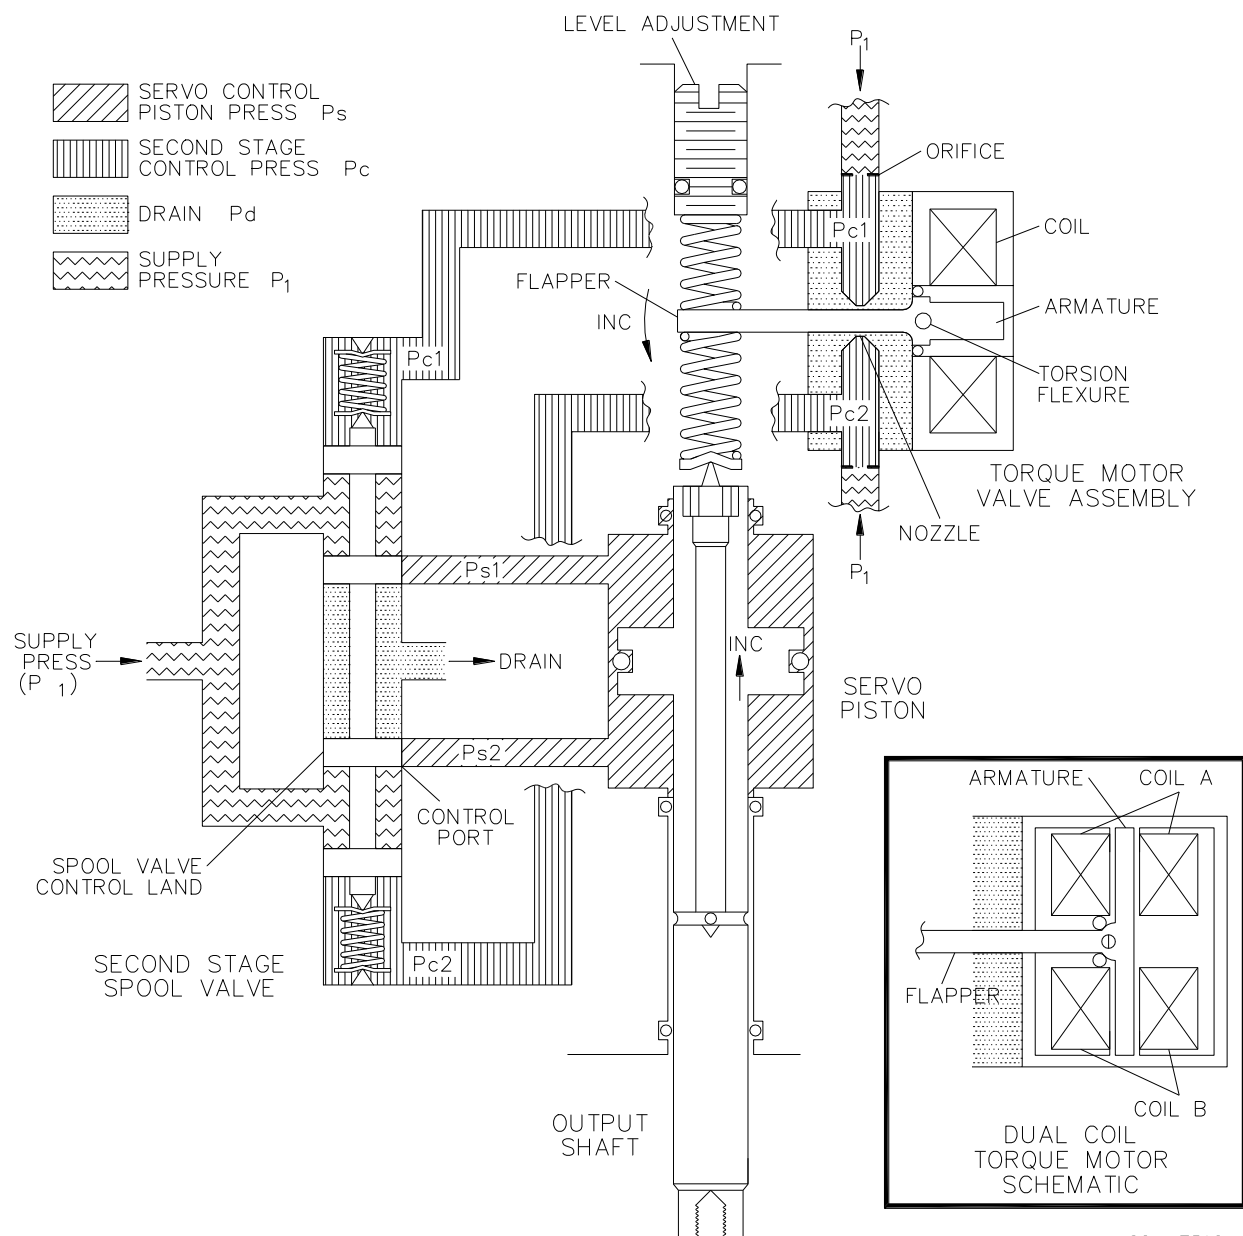 LEVEL ADJUSTMENT
P1
SERVO CONTROL
PISTON PRESS Ps
SECOND STAGE
CONTROL PRESS Pc
DRAIN Pd
SUPPLY
PRESSURE P1
ORIFICE
Pc1
COIL
FLAPPER
INC
ARMATURE
Pc1
TORSION
FLEXURE
Pc2
TORQUE MOTOR
VALVE ASSEMBLY
NOZZLE
P1
Ps1
SUPPLY
PRESS
(P 1)
DRAIN
INC
SERVO
PISTON
Ps2
CONTROL
PORT
SPOOL VALVE
CONTROL LAND
SECOND STAGE
SPOOL VALVE
Pc2
OUTPUT
SHAFT
ARMATURE
COIL A
FLAPPER
COIL B
DUAL COIL
TORQUE MOTOR
SCHEMATIC